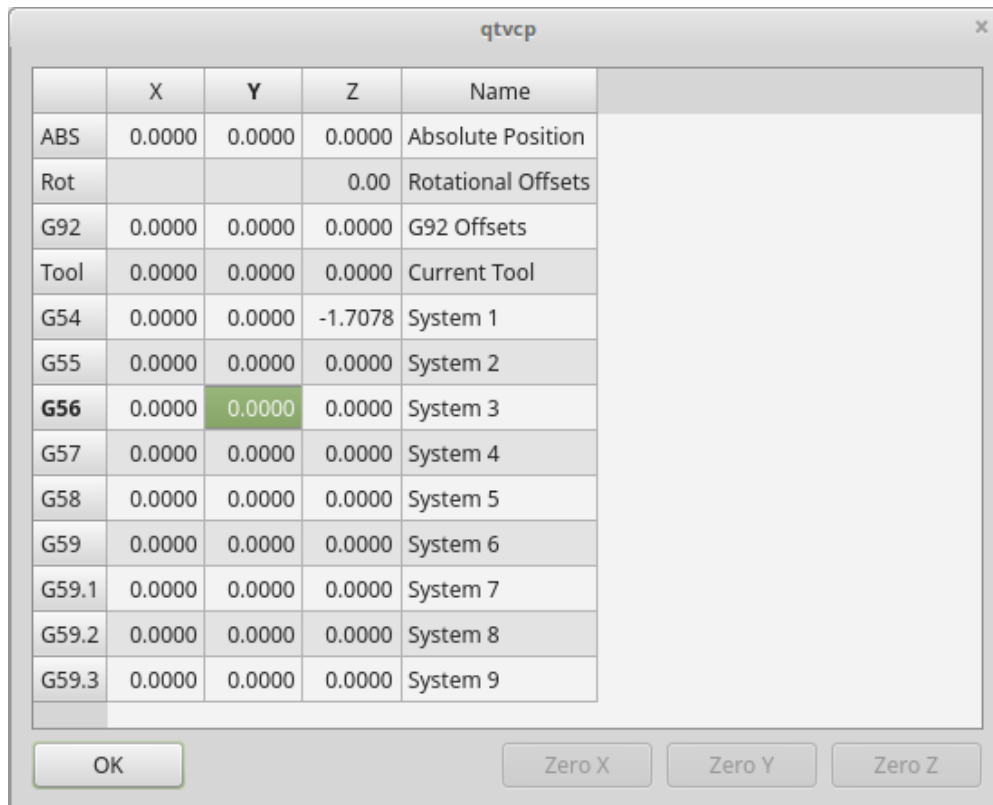 qtvcp ×
X Y Z Name
ABS 0.0000 0.0000 0.0000 Absolute Position
Rot 0.00 Rotational Offsets
G92 0.0000 0.0000 0.0000 G92 Offsets
Tool 0.0000 0.0000 0.0000 Current Tool
G54 0.0000 0.0000 -1.7078 System 1
G55 0.0000 0.0000 0.0000 System 2
G56 0.0000 0.0000 0.0000 System 3
G57 0.0000 0.0000 0.0000 System 4
G58 0.0000 0.0000 0.0000 System 5
G59 0.0000 0.0000 0.0000 System 6
G59.1 0.0000 0.0000 0.0000 System 7
G59.2 0.0000 0.0000 0.0000 System 8
G59.3 0.0000 0.0000 0.0000 System 9
OK Zero X Zero Y Zero Z